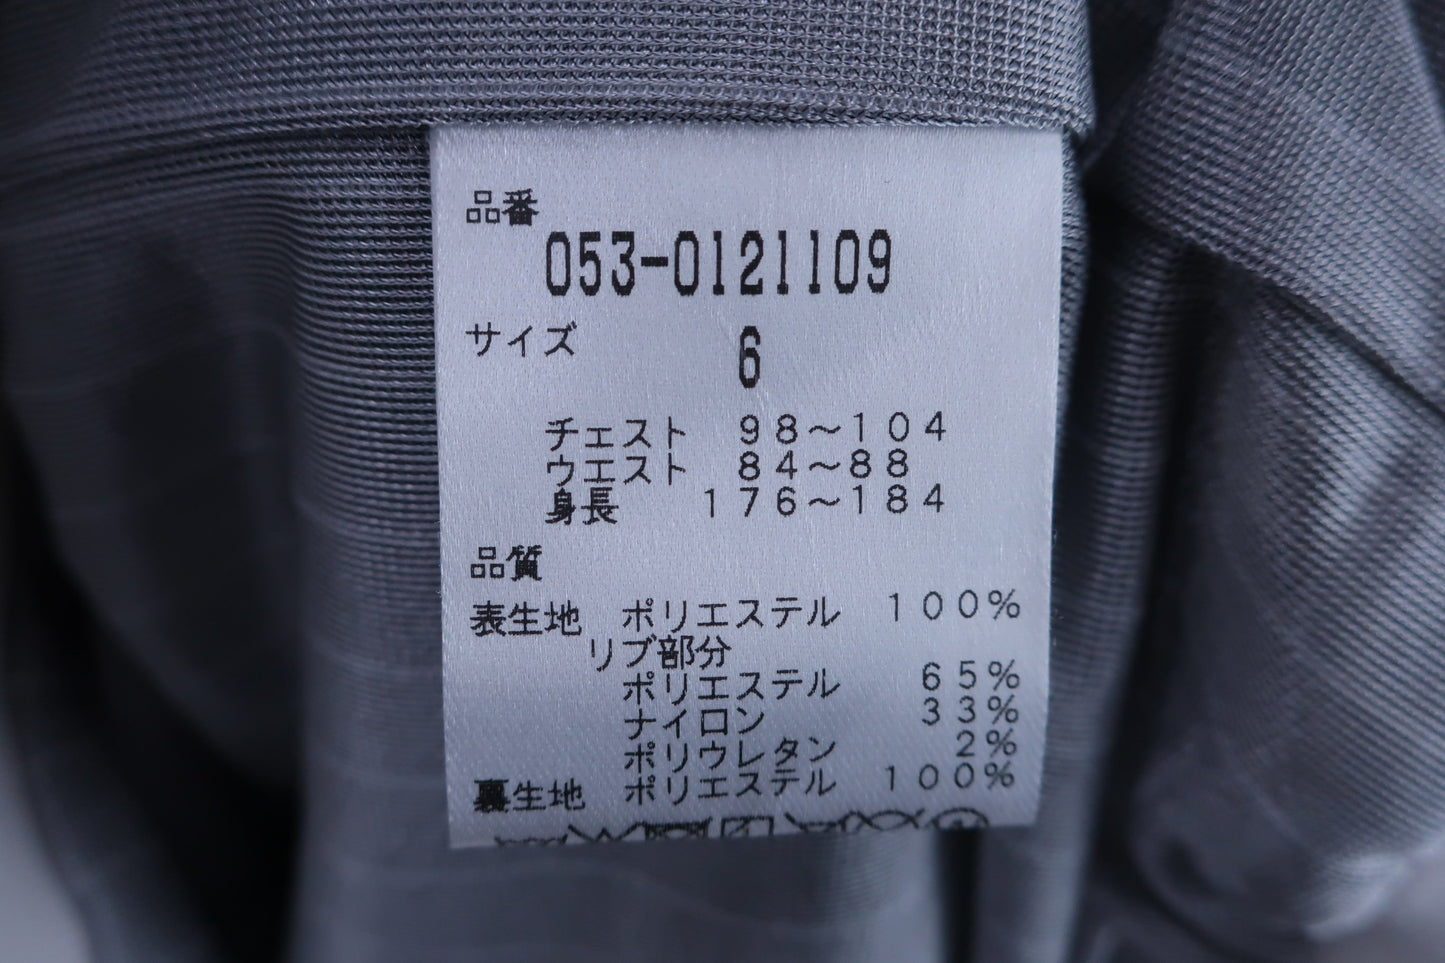 品番
053-0121109
サイズ 6
チェスト 98～104
ウエスト 84～88
身長 176～184
品質
表生地 ポリエステル 100%
リブ部分
ポリエステル 65%
ナイロン 33%
ポリウレタン 2%
裏生地 ポリエステル 100%